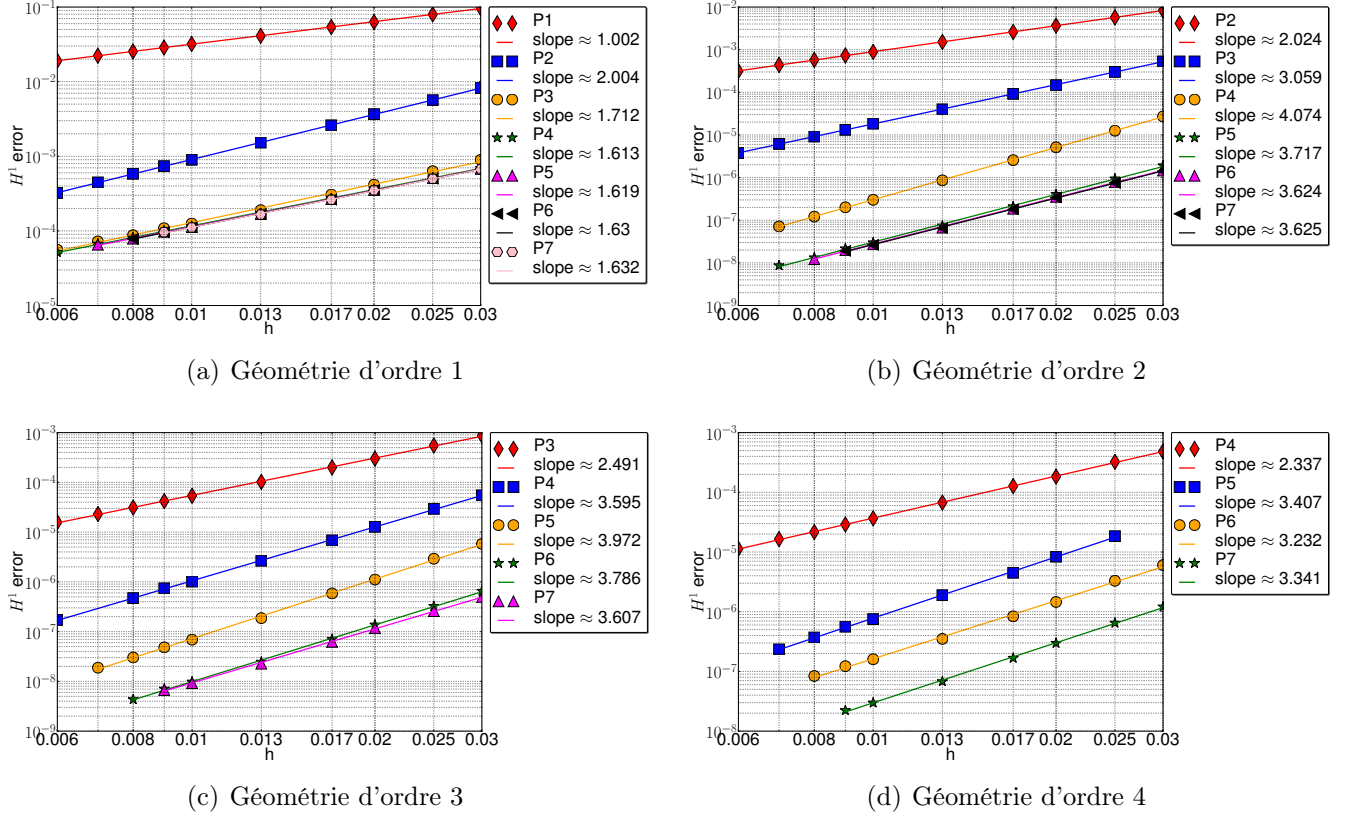 10^{-1}
10^{-2}
10^{-3}
10^{-4}
10^{-5}
H^1 error
0.006 0.008 0.01 0.013 0.017 0.02 0.025 0.03
h
P1
slope ≈ 1.002
P2
slope ≈ 2.004
P3
slope ≈ 1.712
P4
slope ≈ 1.613
P5
slope ≈ 1.619
P6
slope ≈ 1.63
P7
slope ≈ 1.632
(a) Géométrie d'ordre 1
10^{-2}
10^{-3}
10^{-4}
10^{-5}
10^{-6}
10^{-7}
10^{-8}
10^{-9}
H^1 error
0.006 0.008 0.01 0.013 0.017 0.02 0.025 0.03
h
P2
slope ≈ 2.024
P3
slope ≈ 3.059
P4
slope ≈ 4.074
P5
slope ≈ 3.717
P6
slope ≈ 3.624
P7
slope ≈ 3.625
(b) Géométrie d'ordre 2
10^{-3}
10^{-4}
10^{-5}
10^{-6}
10^{-7}
10^{-8}
10^{-9}
H^1 error
0.006 0.008 0.01 0.013 0.017 0.02 0.025 0.03
h
P3
slope ≈ 2.491
P4
slope ≈ 3.595
P5
slope ≈ 3.972
P6
slope ≈ 3.786
P7
slope ≈ 3.607
(c) Géométrie d'ordre 3
10^{-3}
10^{-4}
10^{-5}
10^{-6}
10^{-7}
10^{-8}
H^1 error
0.006 0.008 0.01 0.013 0.017 0.02 0.025 0.03
h
P4
slope ≈ 2.337
P5
slope ≈ 3.407
P6
slope ≈ 3.232
P7
slope ≈ 3.341
(d) Géométrie d'ordre 4